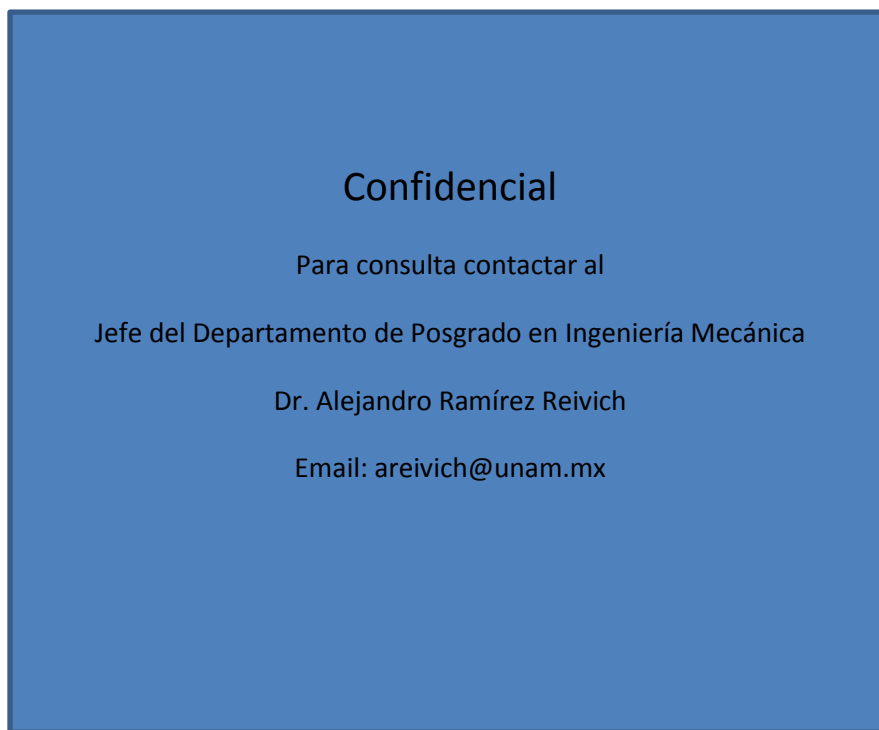 Confidencial
Para consulta contactar al
Jefe del Departamento de Posgrado en Ingeniería Mecánica
Dr. Alejandro Ramírez Reivich
Email: areivich@unam.mx